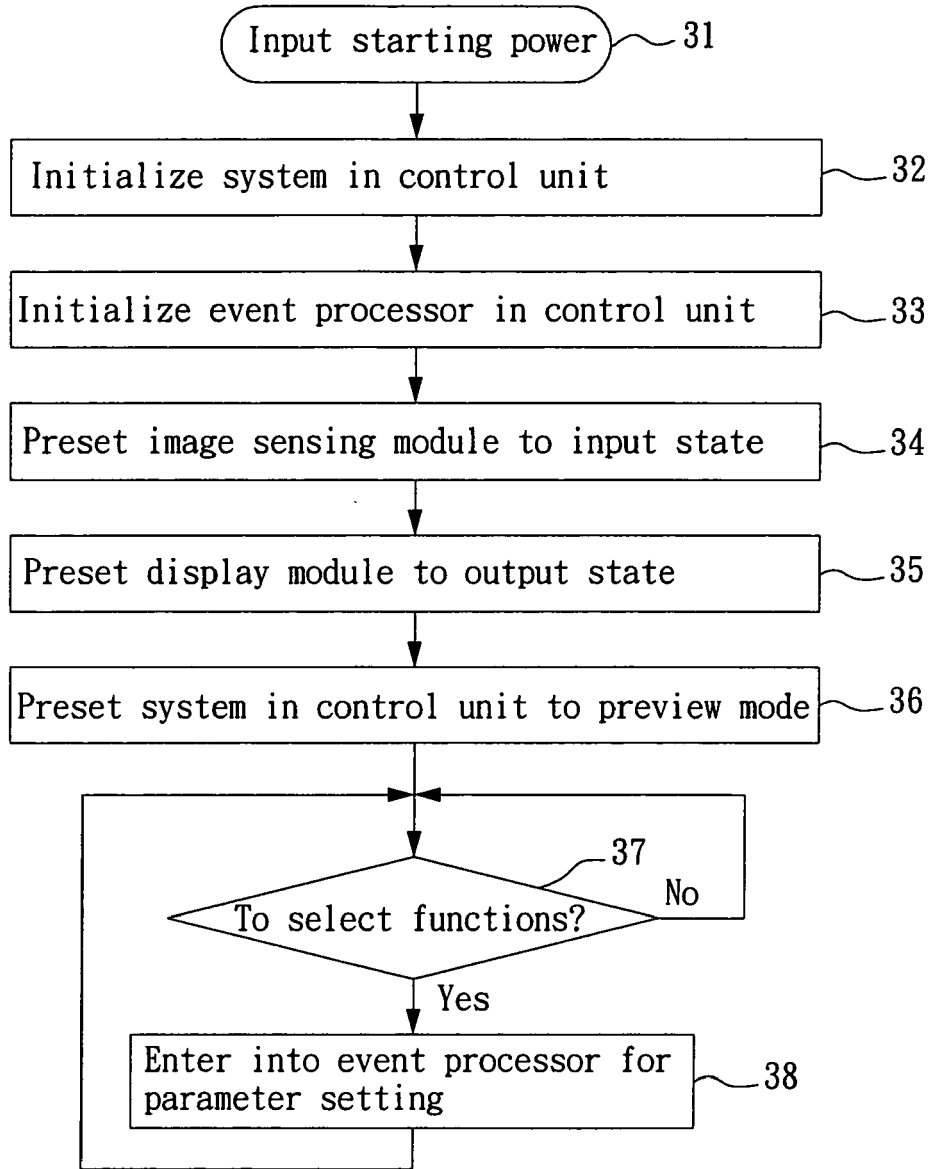 Input starting power
31
Initialize system in control unit
32
Initialize event processor in control unit
33
Preset image sensing module to input state
34
Preset display module to output state
35
Preset system in control unit to preview mode
36
37
To select functions?
No
Yes
Enter into event processor for
parameter setting
38